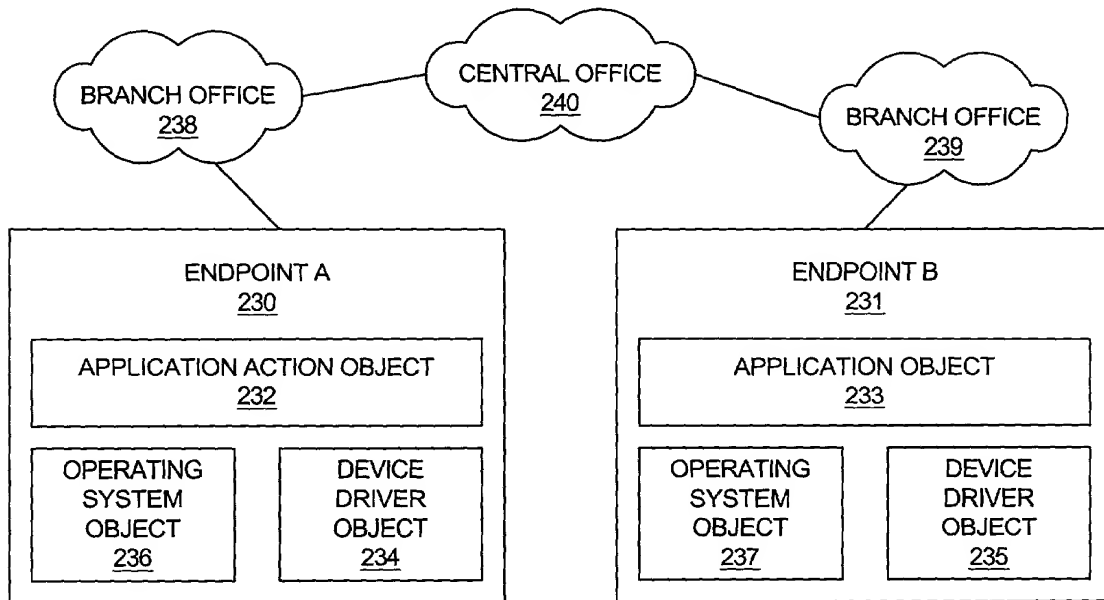 BRANCH OFFICE
238
CENTRAL OFFICE
240
BRANCH OFFICE
239
ENDPOINT A
230
APPLICATION ACTION OBJECT
232
OPERATING
SYSTEM
OBJECT
236
DEVICE
DRIVER
OBJECT
234
ENDPOINT B
231
APPLICATION OBJECT
233
OPERATING
SYSTEM
OBJECT
237
DEVICE
DRIVER
OBJECT
235